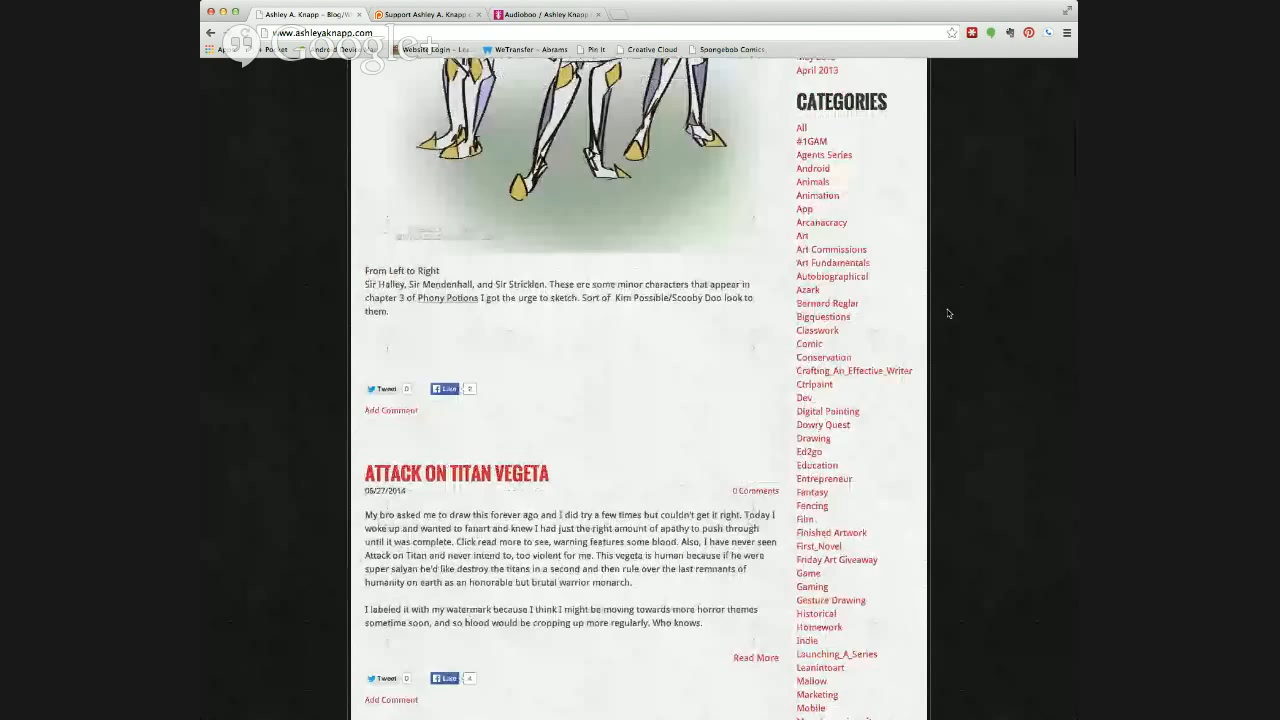 Ashley A. Knapp – Blog/W
Support Ashley A. Knapp
Audioboo / Ashley Knapp
www.ashleyaknapp.com
Google+
Pocket
Website Login
WeTransfer – Abrams
Pin It
Creative Cloud
Spongebob Comics
April 2013
CATEGORIES
All
#1GAM
Agents Series
Android
Animals
Animation
App
Arcanacracy
Art
Art Commissions
Art Fundamentals
Autobiographical
Azark
Bernard Reglar
Bigquestions
Classwork
Comic
Conservation
Crafting_An_Effective_Writer
Ctrlpaint
Dev
Digital Painting
Dowry Quest
Drawing
Ed2go
Education
Entrepreneur
Fantasy
Fencing
Film
Finished Artwork
First_Novel
Friday Art Giveaway
Game
Gaming
Gesture Drawing
Historical
Homework
Indie
Launching_A_Series
Leanintoart
Mallow
Marketing
Mobile
From Left to Right
Sir Halley, Sir Mendenhall, and Sir Stricklen. These are some minor characters that appear in
chapter 3 of Phony Potions I got the urge to sketch. Sort of Kim Possible/Scooby Doo look to
them.
Tweet 0 Like 2
Add Comment
ATTACK ON TITAN VEGETA
06/27/2014 0 Comments
My bro asked me to draw this forever ago and I did try a few times but couldn't get it right. Today I
woke up and wanted to fanart and knew I had just the right amount of apathy to push through
until it was complete. Click read more to see, warning features some blood. Also, I have never seen
Attack on Titan and never intend to, too violent for me. This vegeta is human because if he were
super saiyan he'd like destroy the titans in a second and then rule over the last remnants of
humanity on earth as an honorable but brutal warrior monarch.
I labeled it with my watermark because I think I might be moving towards more horror themes
sometime soon, and so blood would be cropping up more regularly. Who knows.
Read More
Tweet 0 Like 4
Add Comment